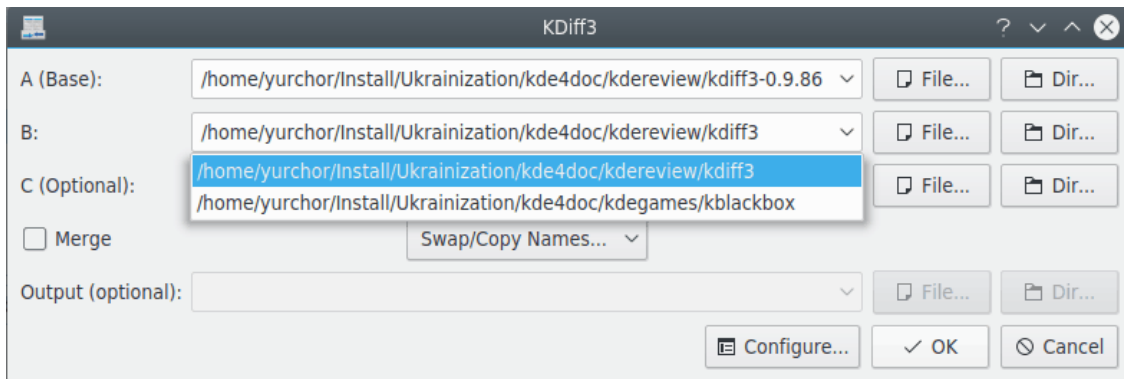 KDiff3
A (Base): /home/yurchor/Install/Ukrainization/kde4doc/kdereview/kdiff3-0.9.86 File... Dir...
B: /home/yurchor/Install/Ukrainization/kde4doc/kdereview/kdiff3 File... Dir...
/home/yurchor/Install/Ukrainization/kde4doc/kdereview/kdiff3
C (Optional): File... Dir...
/home/yurchor/Install/Ukrainization/kde4doc/kdegames/kblackbox
Merge Swap/Copy Names...
Output (optional): File... Dir...
Configure... OK Cancel